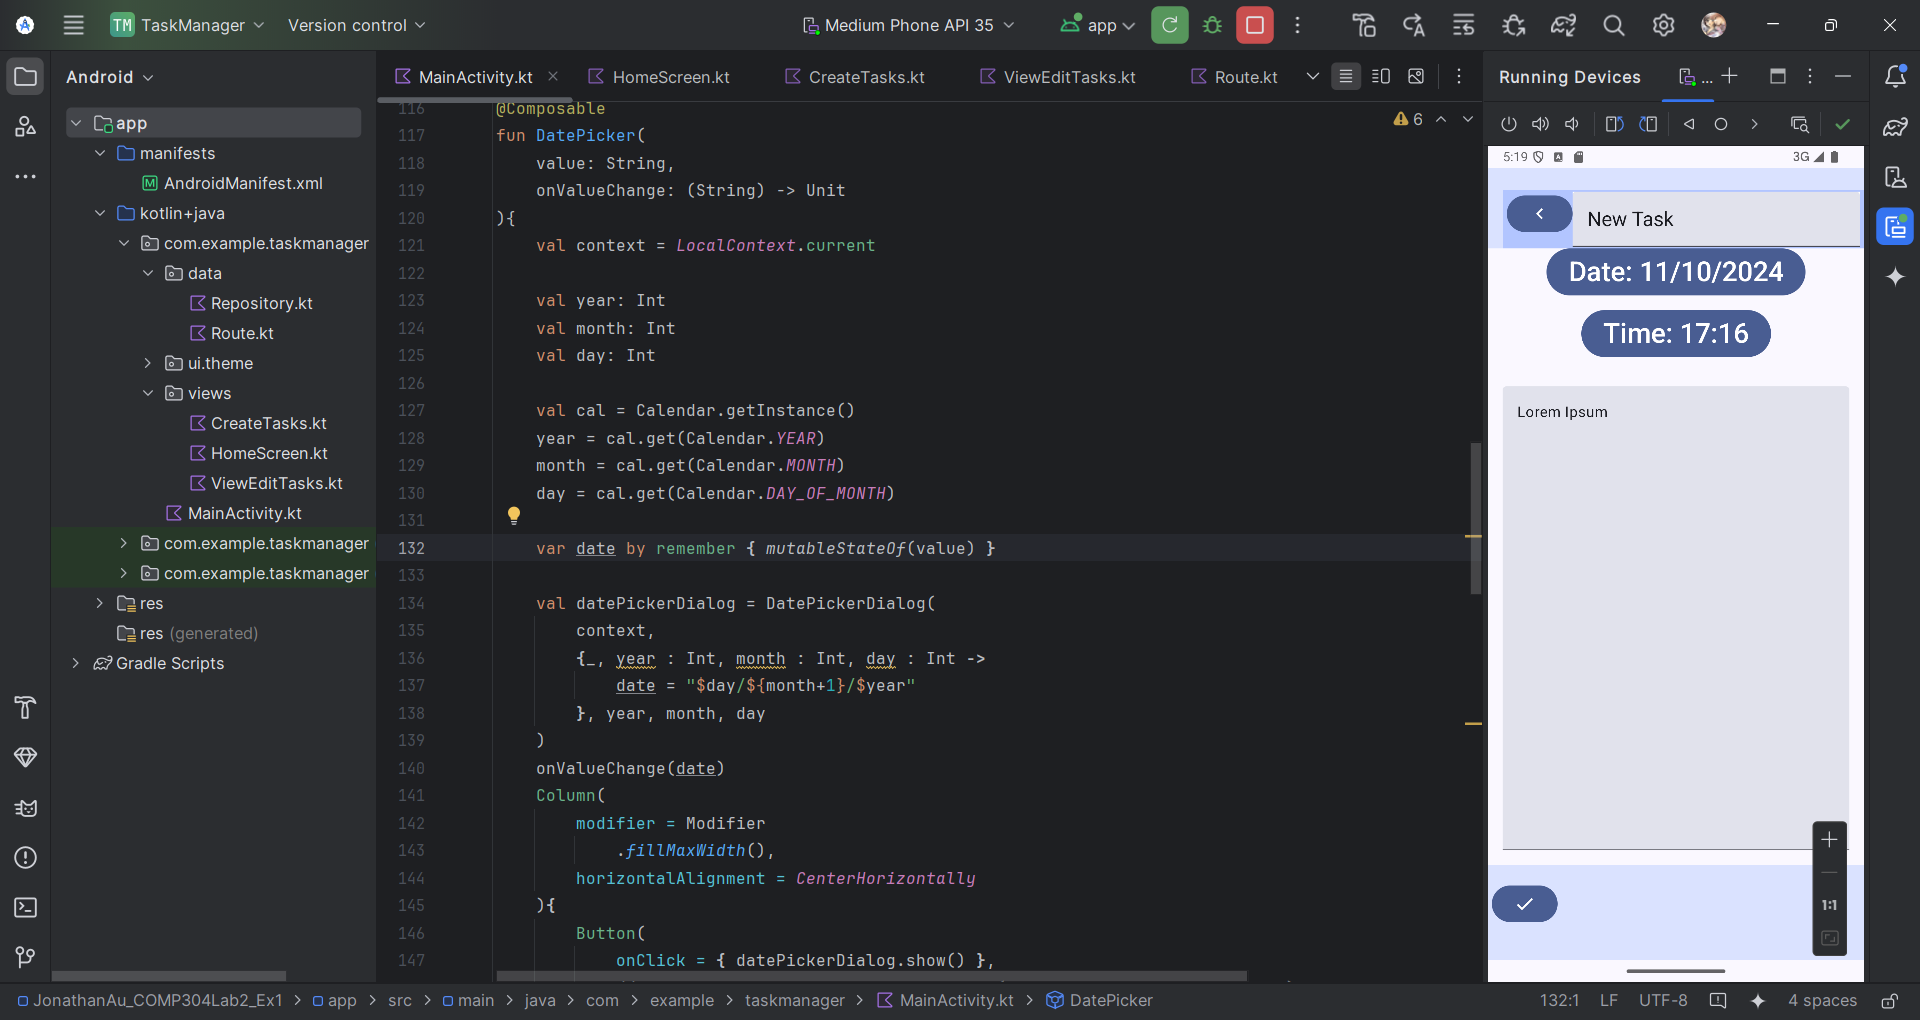 TM TaskManager Version control Medium Phone API 35 app
Android MainActivity.kt HomeScreen.kt CreateTasks.kt ViewEditTasks.kt Route.kt Running Devices ...
app
manifests
AndroidManifest.xml
kotlin+java
com.example.taskmanager
data
Repository.kt
Route.kt
ui.theme
views
CreateTasks.kt
HomeScreen.kt
ViewEditTasks.kt
MainActivity.kt
com.example.taskmanager
com.example.taskmanager
res
res (generated)
Gradle Scripts
6
116 @Composable
117 fun DatePicker(
118 value: String,
119 onValueChange: (String) -> Unit
120 ){
121 val context = LocalContext.current
122
123 val year: Int
124 val month: Int
125 val day: Int
126
127 val cal = Calendar.getInstance()
128 year = cal.get(Calendar.YEAR)
129 month = cal.get(Calendar.MONTH)
130 day = cal.get(Calendar.DAY_OF_MONTH)
131
132 var date by remember { mutableStateOf(value) }
133
134 val datePickerDialog = DatePickerDialog(
135 context,
136 {_, year : Int, month : Int, day : Int ->
137 date = "$day/${month+1}/$year"
138 }, year, month, day
139 )
140 onValueChange(date)
141 Column(
142 modifier = Modifier
143 .fillMaxWidth(),
144 horizontalAlignment = CenterHorizontally
145 ){
146 Button(
147 onClick = { datePickerDialog.show() },
5:19 3G
New Task
Date: 11/10/2024
Time: 17:16
Lorem Ipsum
1:1
JonathanAu_COMP304Lab2_Ex1 > app > src > main > java > com > example > taskmanager > MainActivity.kt > DatePicker 132:1 LF UTF-8 4 spaces